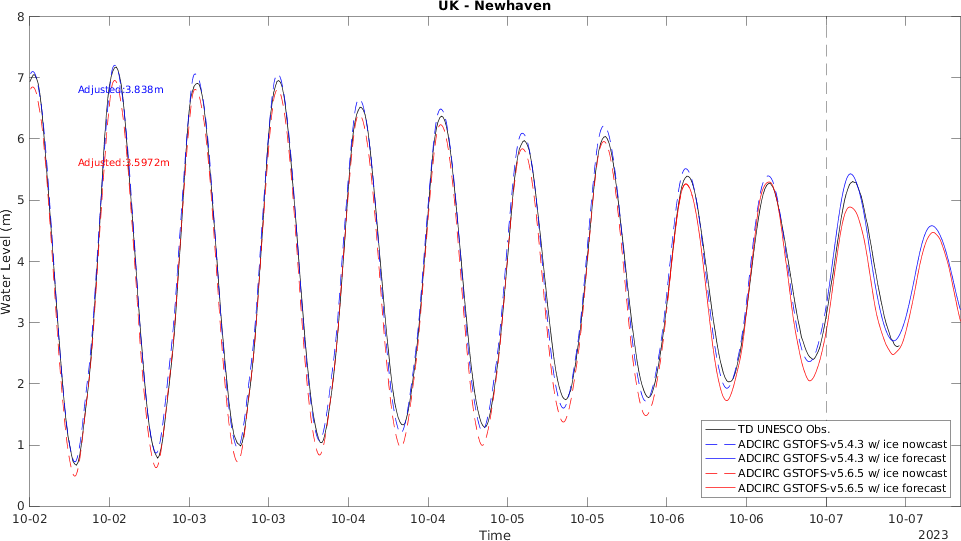 UK - Newhaven
8
7
6
5
4
3
2
1
0
Water Level (m)
Adjusted:3.838m
Adjusted:3.5972m
TD UNESCO Obs.
ADCIRC GSTOFS-v5.4.3 w/ ice nowcast
ADCIRC GSTOFS-v5.4.3 w/ ice forecast
ADCIRC GSTOFS-v5.6.5 w/ ice nowcast
ADCIRC GSTOFS-v5.6.5 w/ ice forecast
10-02 10-02 10-03 10-03 10-04 10-04 10-05 10-05 10-06 10-06 10-07 10-07
Time
2023